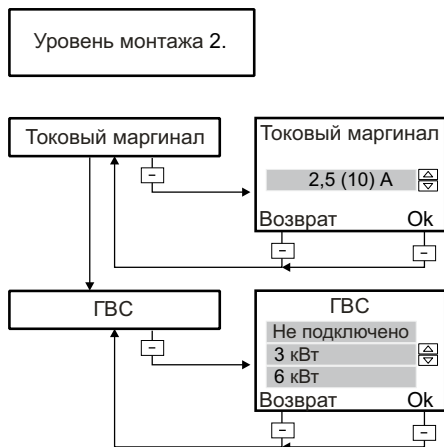 Уровень монтажа 2.
Токовый маргинал
Токовый маргинал
2,5 (10) A
Возврат Ok
ГВС
ГВС
Не подключено
3 кВт
6 кВт
Возврат Ok